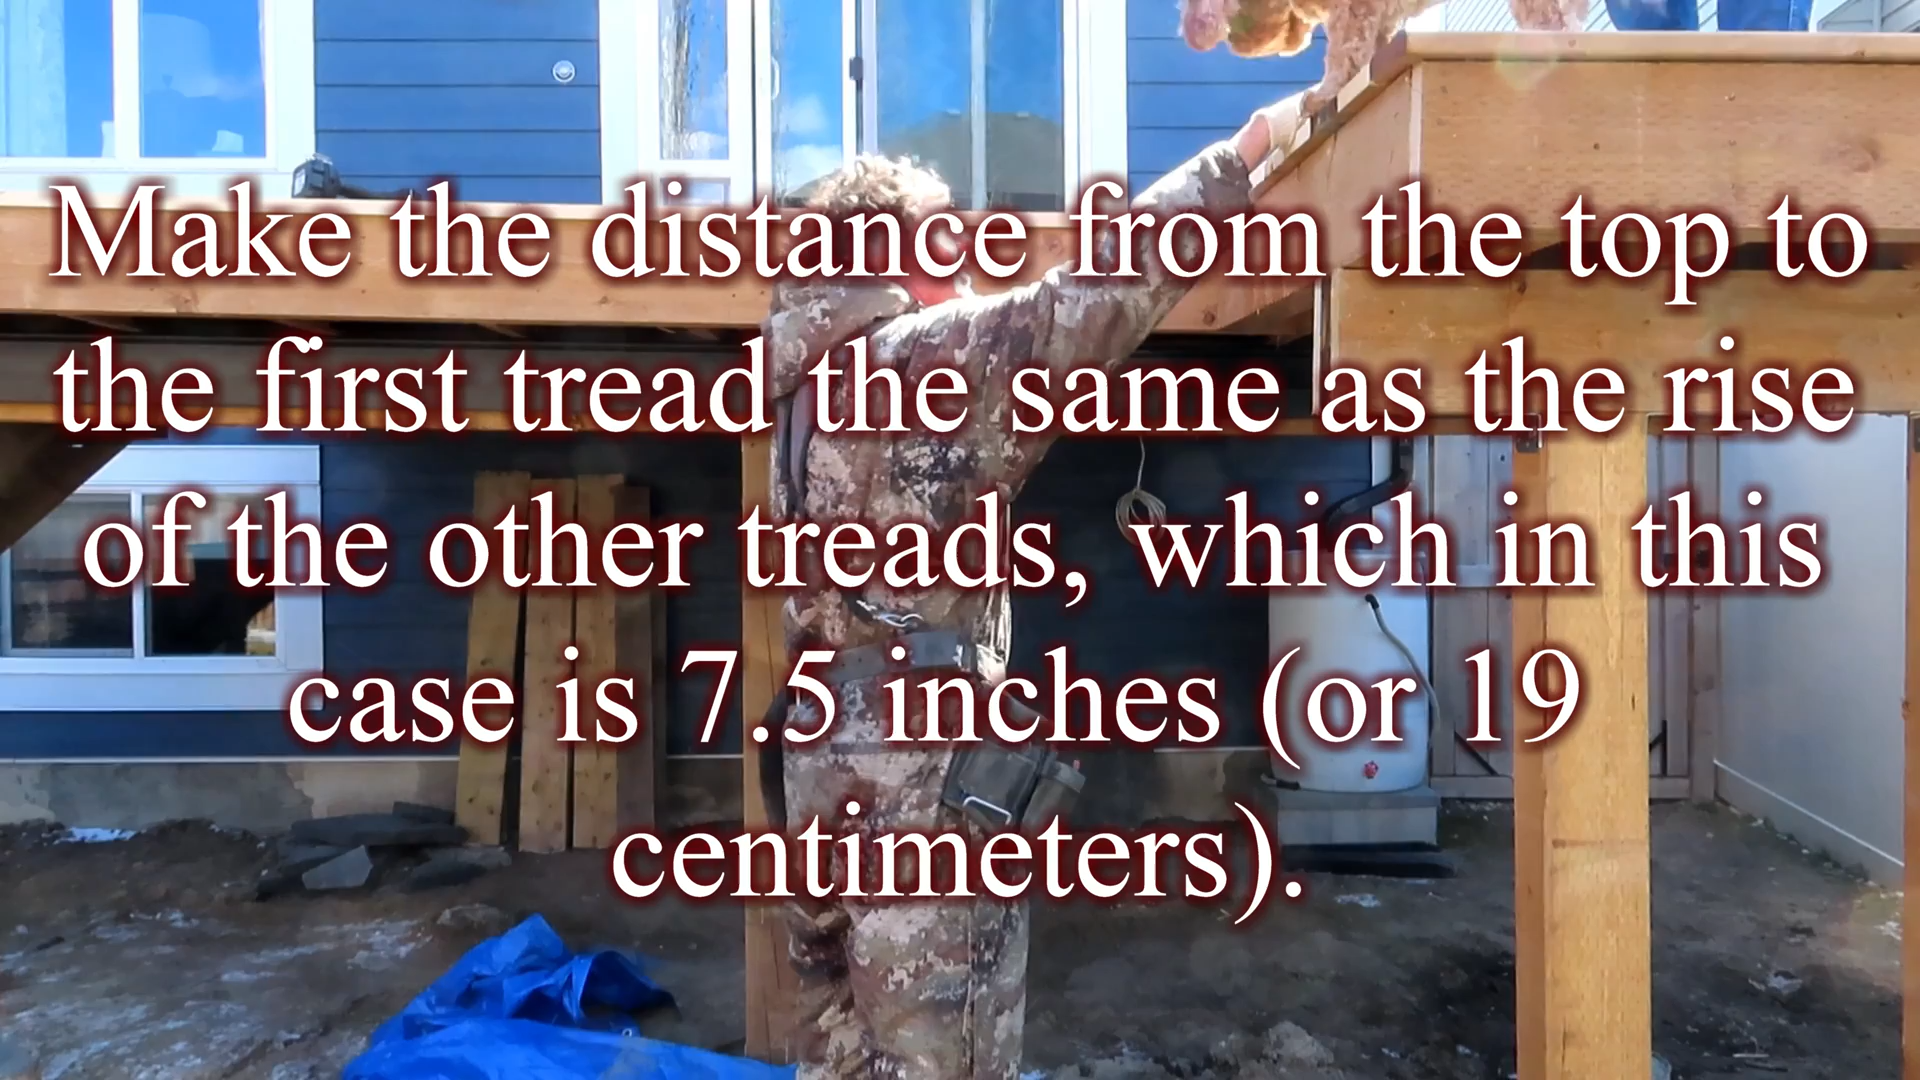 Make the distance from the top to
the first tread the same as the rise
of the other treads, which in this
case is 7.5 inches (or 19
centimeters).